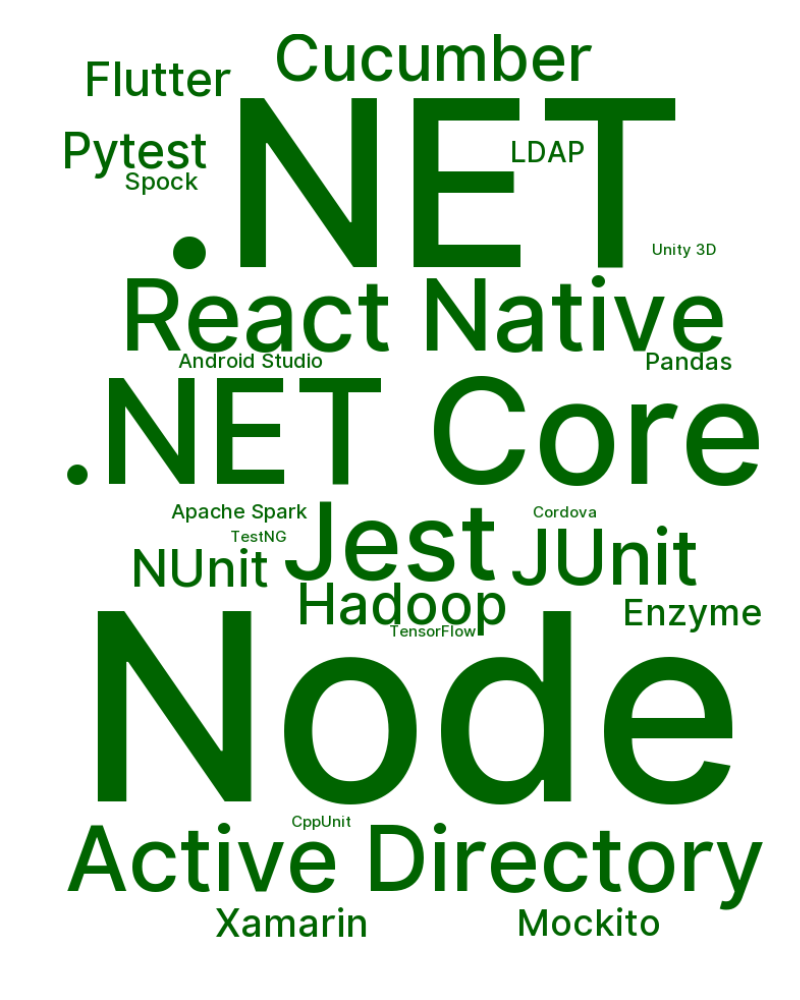 Cucumber
Flutter
.NET
Pytest
LDAP
Spock
Unity 3D
React Native
Android Studio
Pandas
.NET Core
Apache Spark
Jest
Cordova
TestNG
NUnit
JUnit
Hadoop
Enzyme
TensorFlow
Node
CppUnit
Active Directory
Xamarin
Mockito